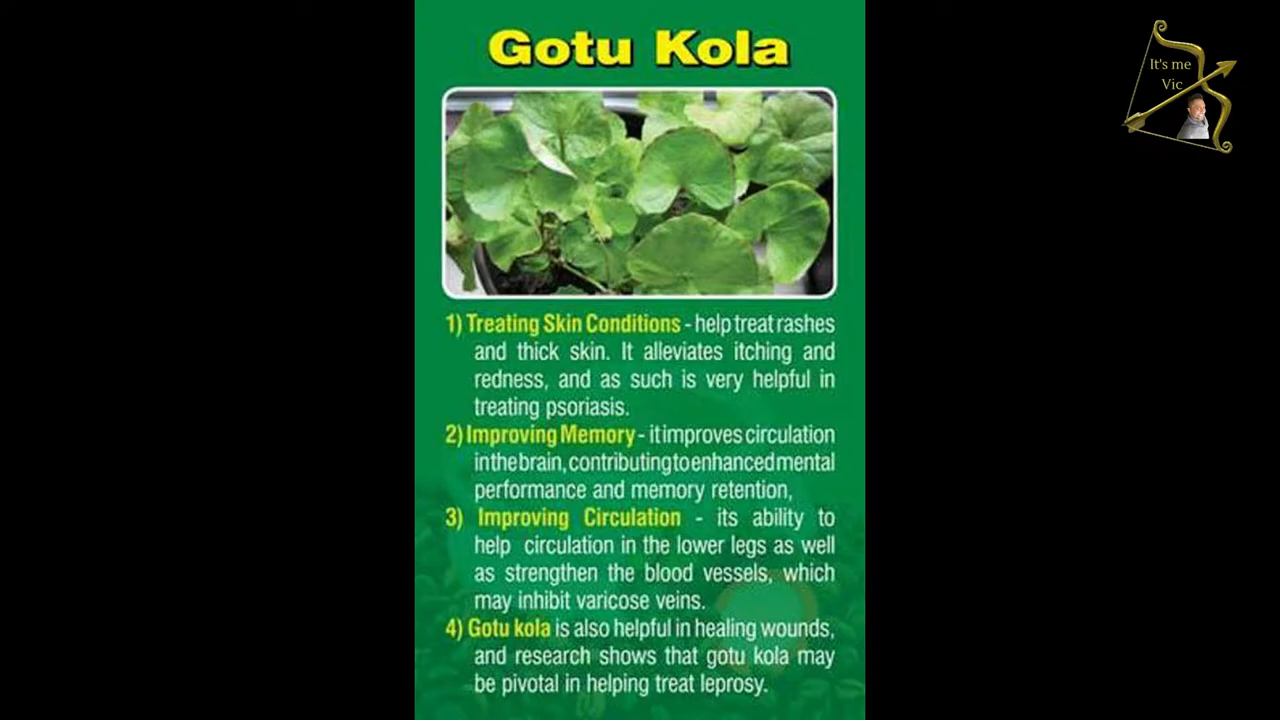 Gotu Kola
It's me
Vic
1) Treating Skin Conditions - help treat rashes
and thick skin. It alleviates itching and
redness, and as such is very helpful in
treating psoriasis.
2) Improving Memory - it improves circulation
in the brain, contributing to enhanced mental
performance and memory retention,
3) Improving Circulation - its ability to
help circulation in the lower legs as well
as strengthen the blood vessels, which
may inhibit varicose veins.
4) Gotu kola is also helpful in healing wounds,
and research shows that gotu kola may
be pivotal in helping treat leprosy.